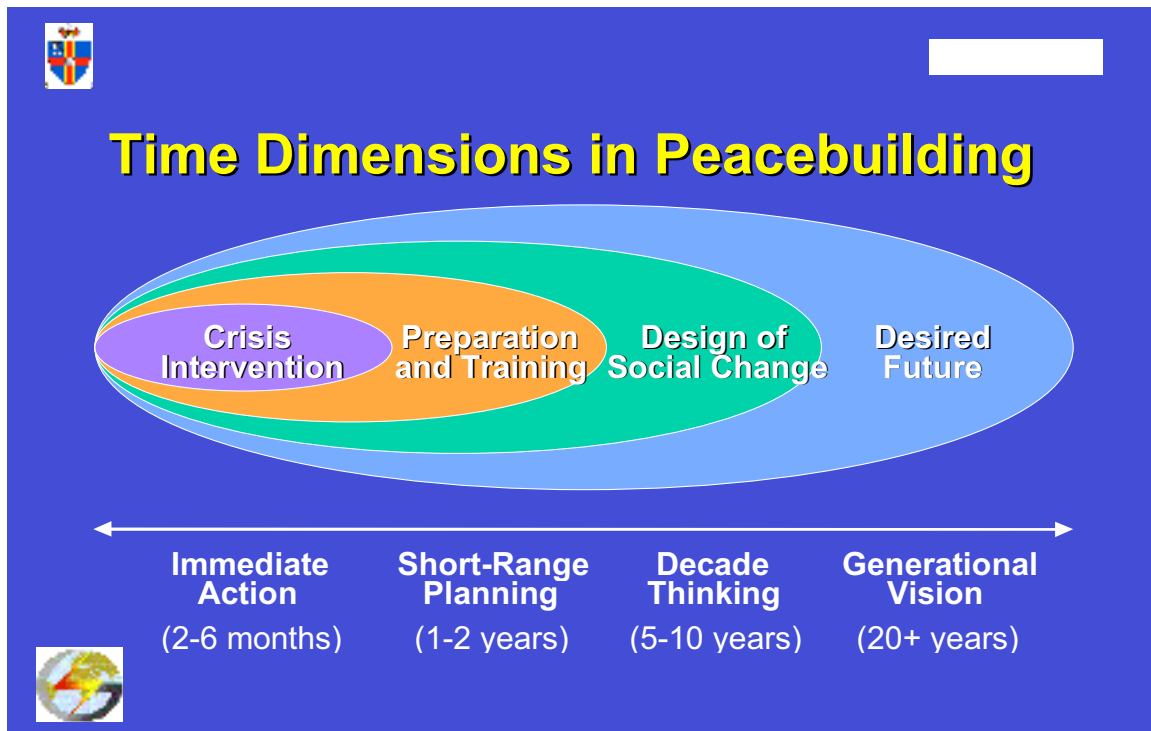 Time Dimensions in Peacebuilding
Crisis
Intervention
Preparation
and Training
Design of
Social Change
Desired
Future
Immediate
Action
(2-6 months)
Short-Range
Planning
(1-2 years)
Decade
Thinking
(5-10 years)
Generational
Vision
(20+ years)